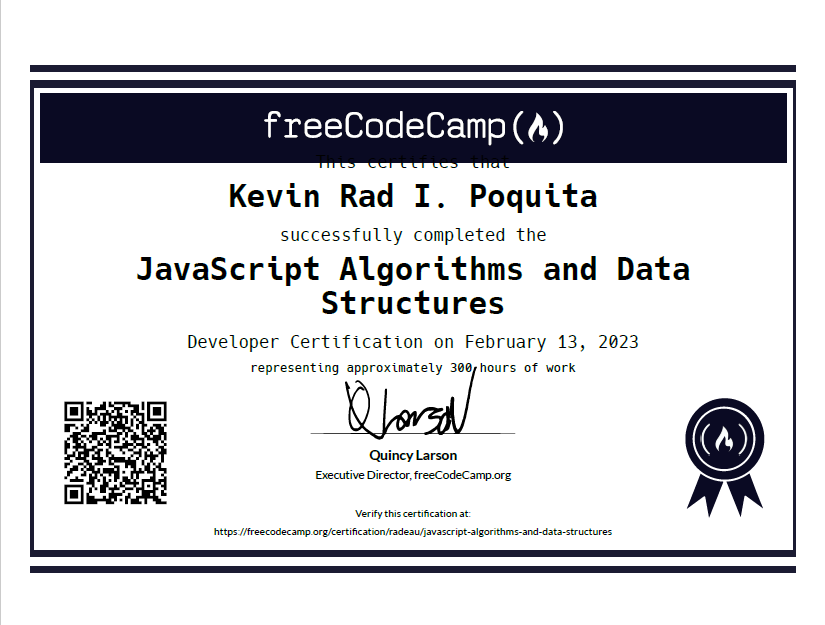 freeCodeCamp(🔥)
This certifies that
Kevin Rad I. Poquita
successfully completed the
JavaScript Algorithms and Data
Structures
Developer Certification on February 13, 2023
representing approximately 300 hours of work
Quincy Larson
Executive Director, freeCodeCamp.org
Verify this certification at:
https://freecodecamp.org/certification/radeau/javascript-algorithms-and-data-structures